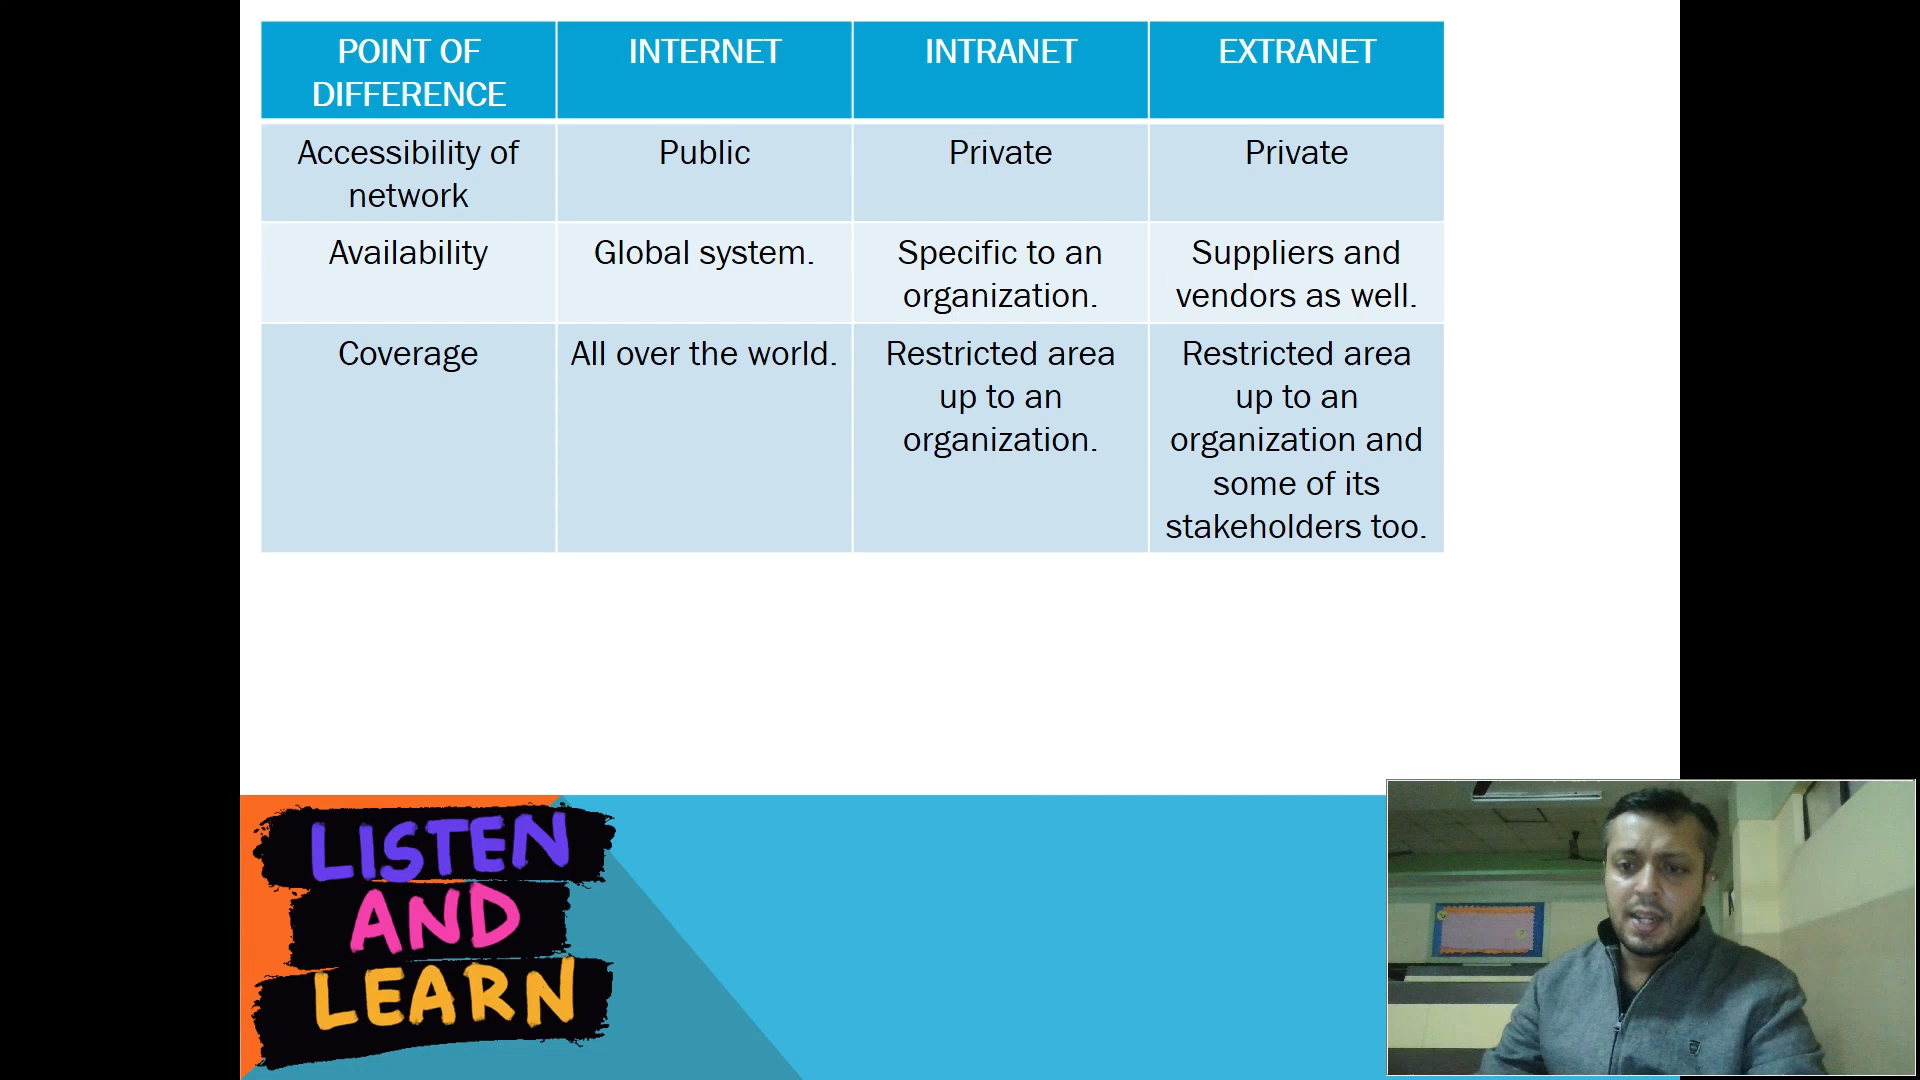 POINT OF
DIFFERENCE
INTERNET
INTRANET
EXTRANET
Accessibility of
network
Public
Private
Private
Availability
Global system.
Specific to an
organization.
Suppliers and
vendors as well.
Coverage
All over the world.
Restricted area
up to an
organization.
Restricted area
up to an
organization and
some of its
stakeholders too.
LISTEN
AND
LEARN